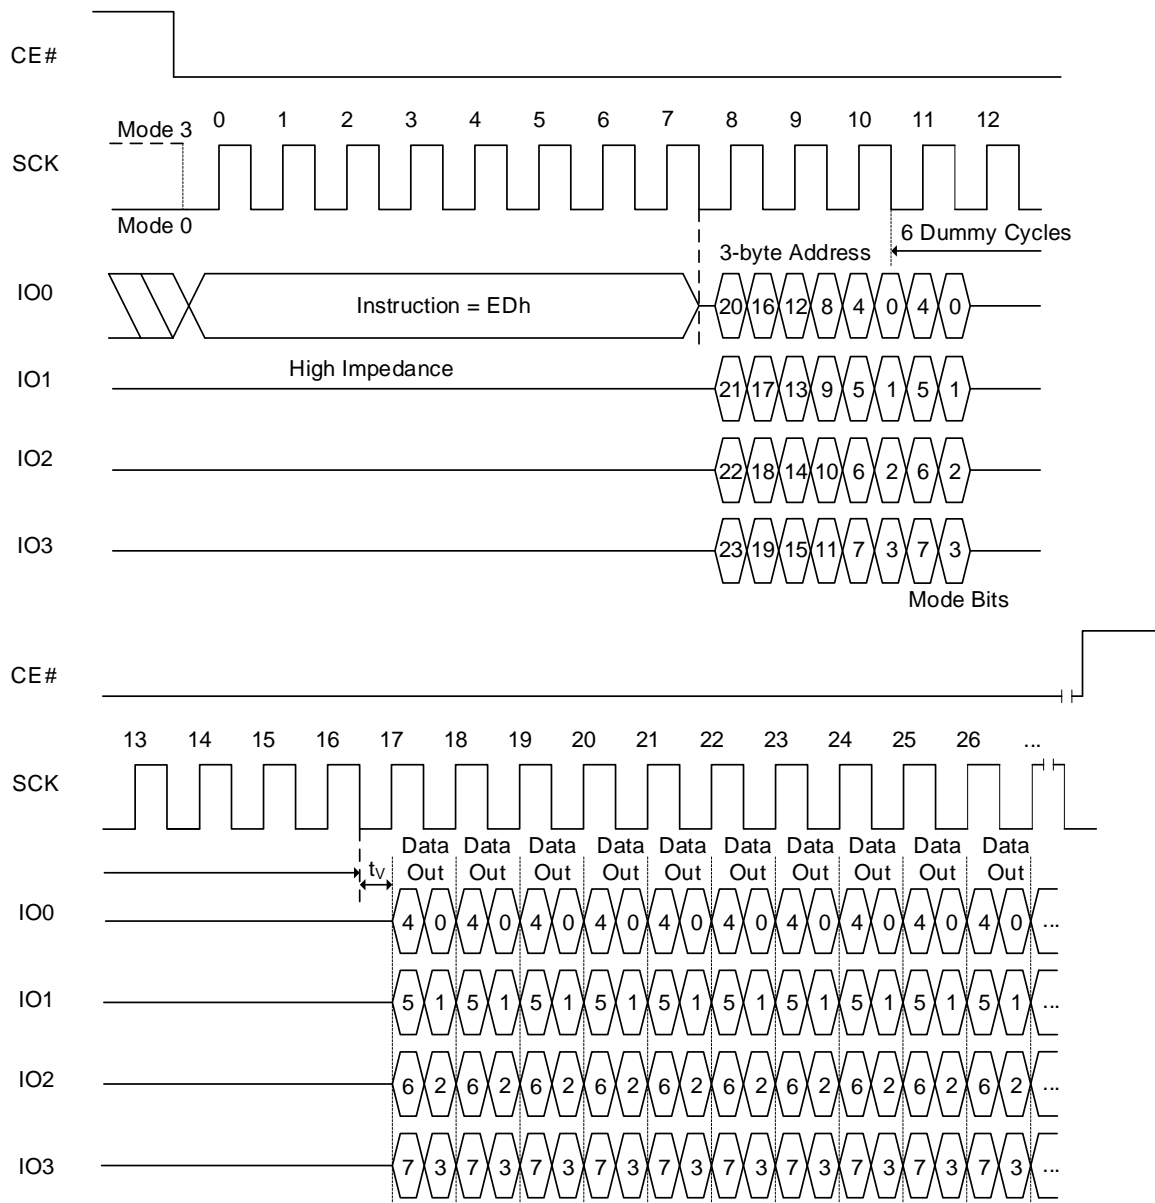 CE#
0 1 2 3 4 5 6 7 8 9 10 11 12
Mode 3
SCK
Mode 0
6 Dummy Cycles
3-byte Address
IO0 Instruction = EDh 20 16 12 8 4 0 4 0
High Impedance
IO1 21 17 13 9 5 1 5 1
IO2 22 18 14 10 6 2 6 2
IO3 23 19 15 11 7 3 7 3
Mode Bits
CE#
13 14 15 16 17 18 19 20 21 22 23 24 25 26 ...
SCK
Data Data Data Data Data Data Data Data Data Data
tV Out Out Out Out Out Out Out Out Out Out
IO0 4 0 4 0 4 0 4 0 4 0 4 0 4 0 4 0 4 0 4 0 ...
IO1 5 1 5 1 5 1 5 1 5 1 5 1 5 1 5 1 5 1 5 1 ...
IO2 6 2 6 2 6 2 6 2 6 2 6 2 6 2 6 2 6 2 6 2 ...
IO3 7 3 7 3 7 3 7 3 7 3 7 3 7 3 7 3 7 3 7 3 ...